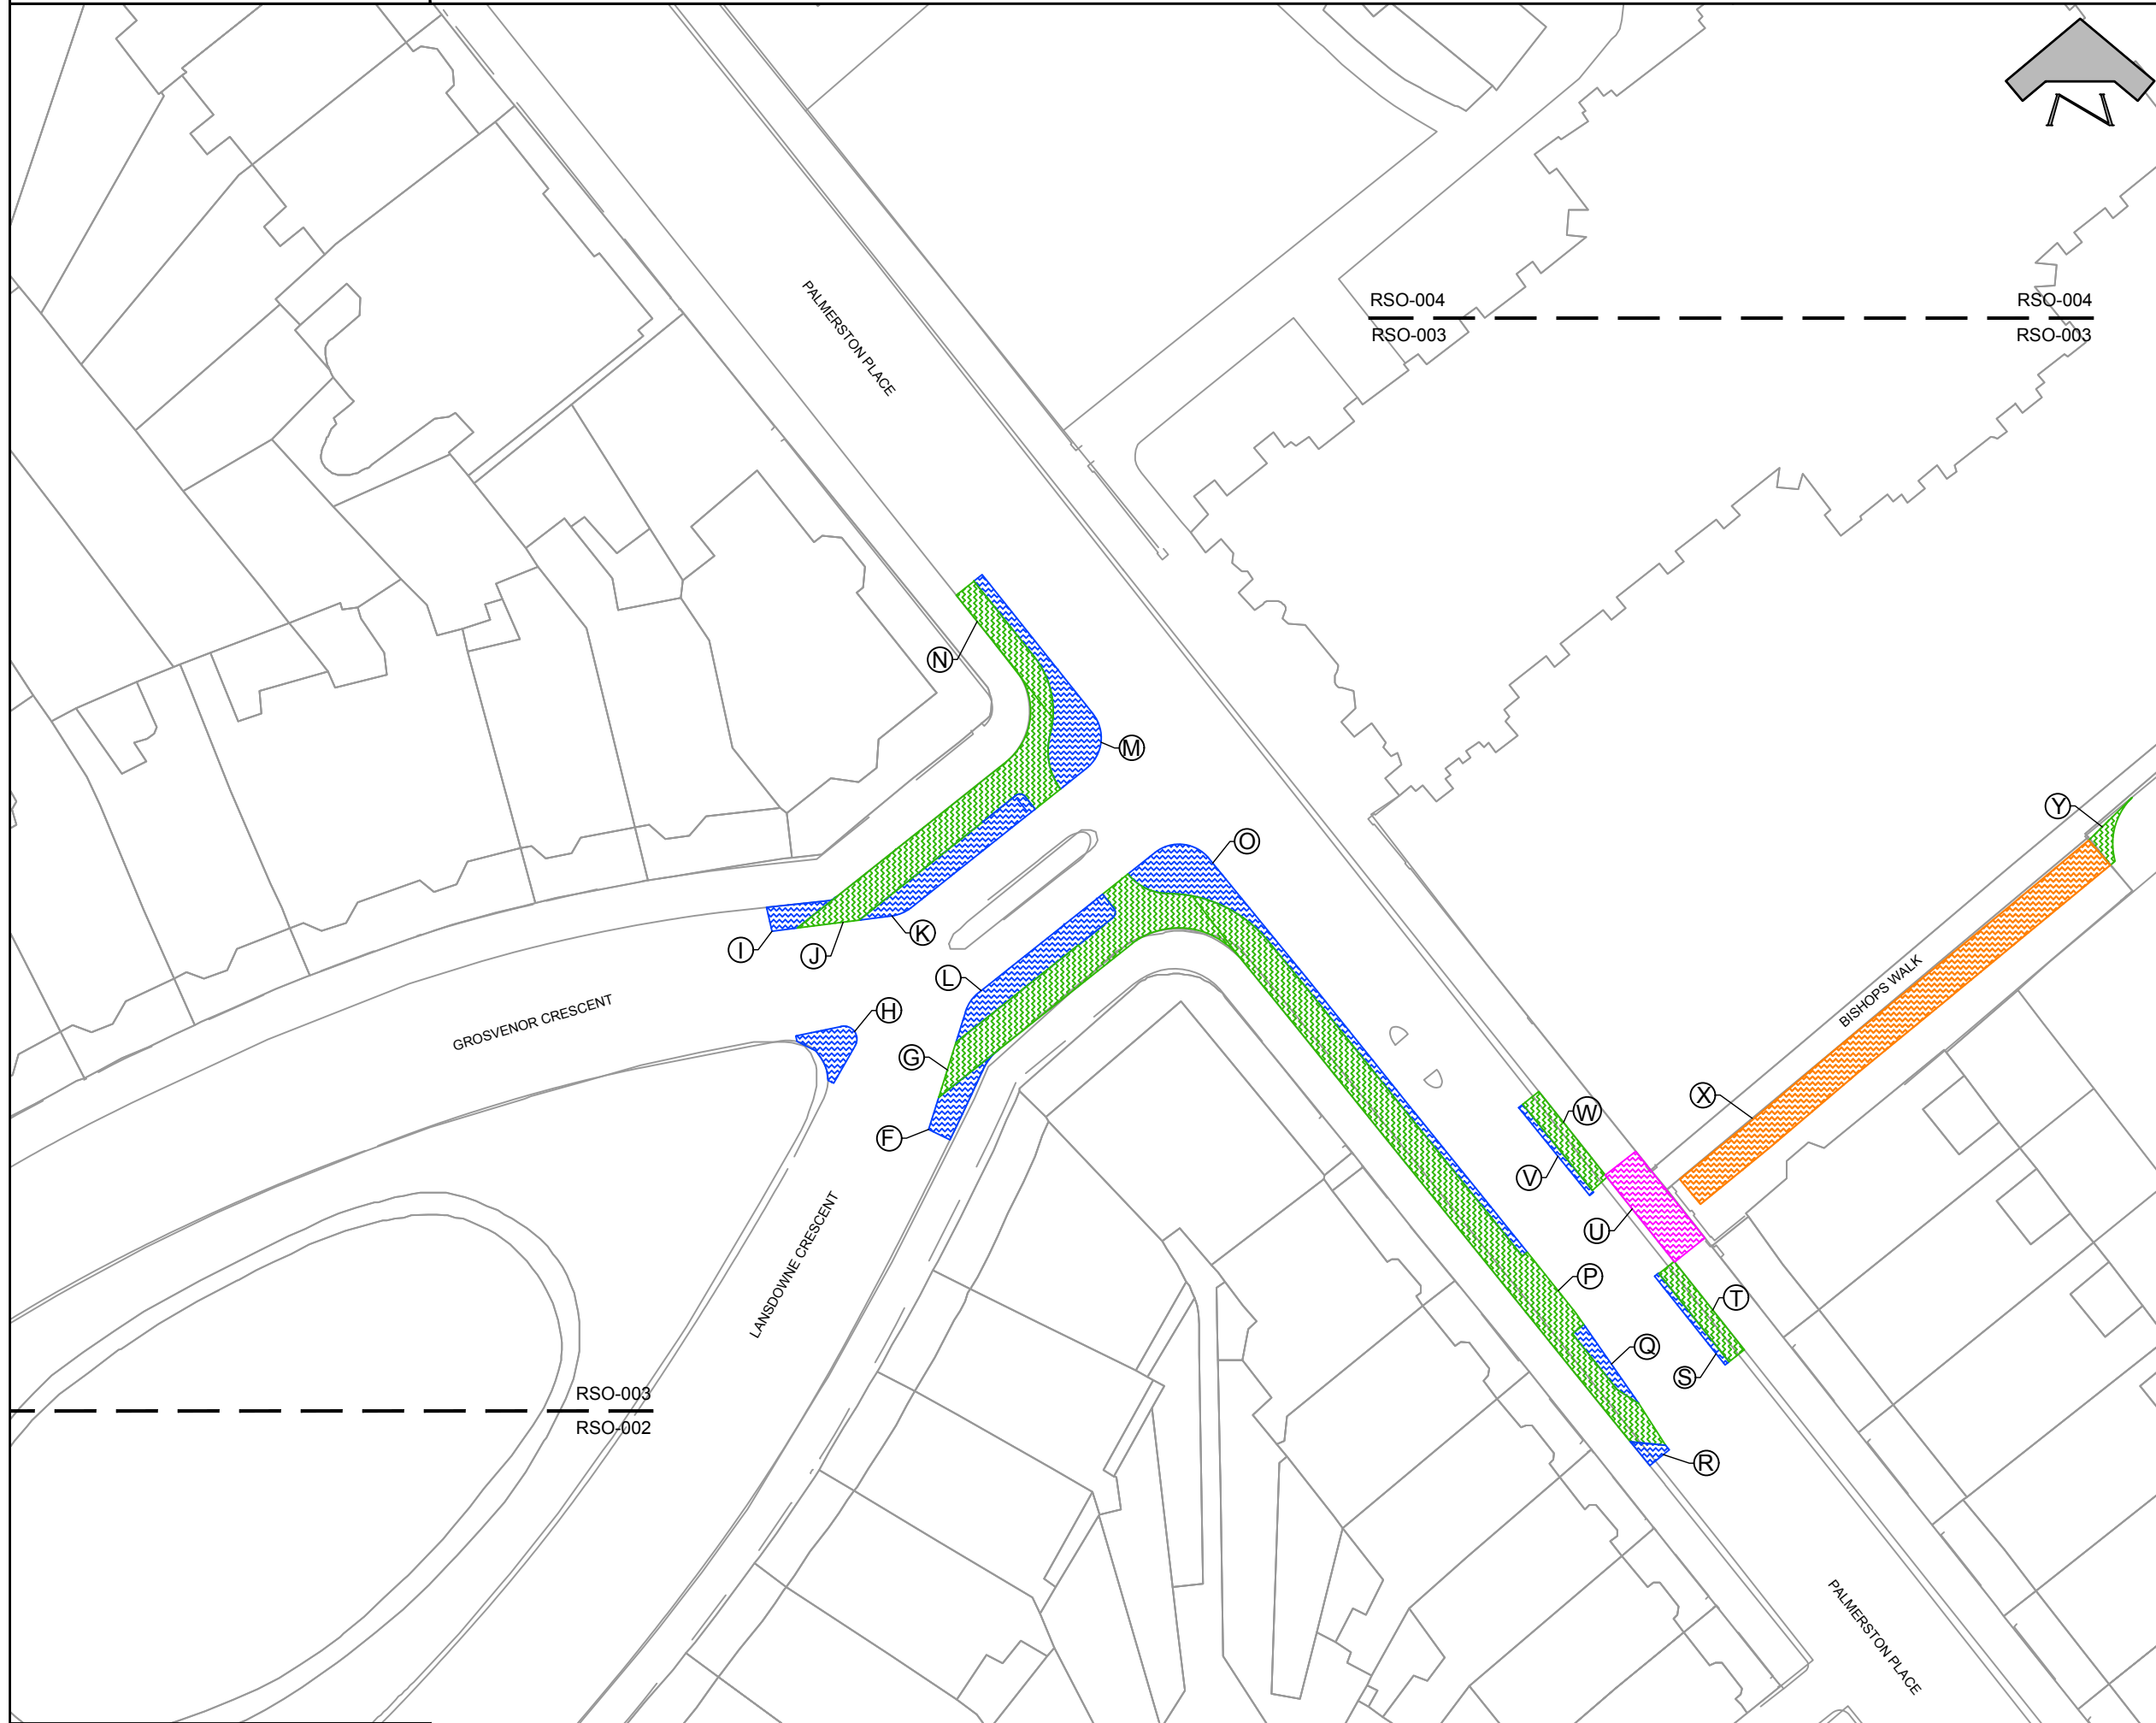 N
PALMERSTON PLACE
RSO-004
RSO-004
RSO-003
RSO-003
N
M
Y
O
K
I
J
L
BISHOPS WALK
H
GROSVENOR CRESCENT
G
X
W
F
V
U
LANSDOWNE CRESCENT
P
T
Q
S
RSO-003
RSO-002
R
PALMERSTON PLACE